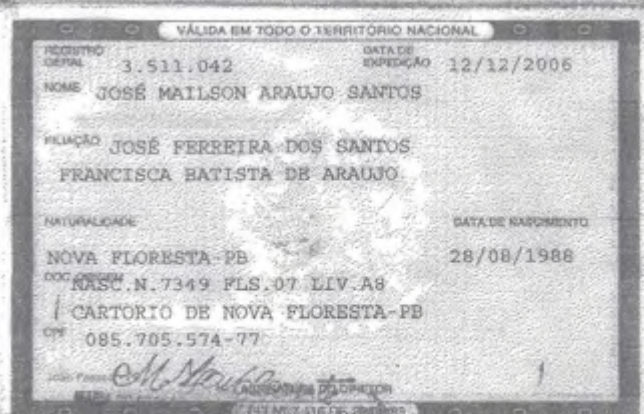 VÁLIDA EM TODO O TERRITÓRIO NACIONAL
REGISTRO GERAL 3.511.042 DATA DE EXPEDIÇÃO 12/12/2006
NOME JOSÉ MAILSON ARAUJO SANTOS
FILIAÇÃO JOSÉ FERREIRA DOS SANTOS
FRANCISCA BATISTA DE ARAUJO
NATURALIDADE DATA DE NASCIMENTO
NOVA FLORESTA-PB 28/08/1988
DOC ORIGEM NASC.N.7349 FLS.07 LIV.A8
CARTORIO DE NOVA FLORESTA-PB
CPF 085.705.574-77
ASSINATURA DO DIRETOR